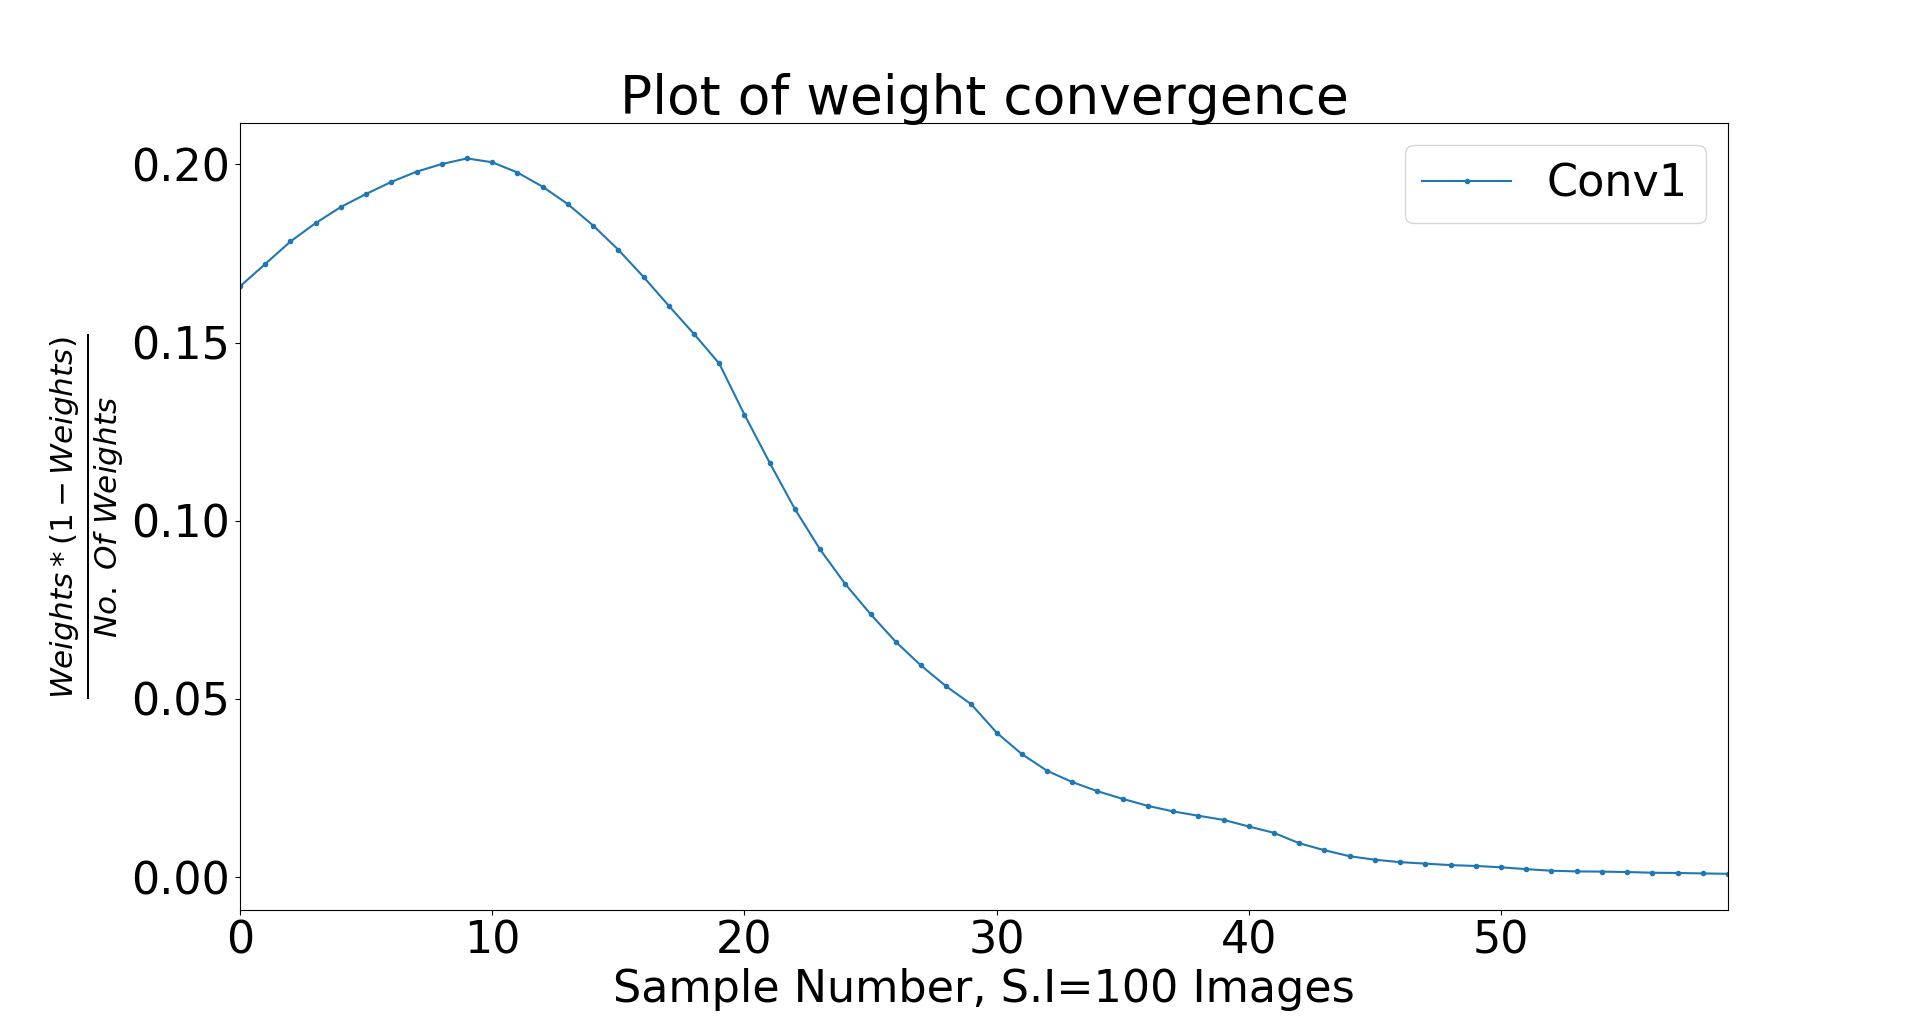 Plot of weight convergence
Conv1
Weights * (1 − Weights)
No. Of Weights
0.20
0.15
0.10
0.05
0.00
0 10 20 30 40 50
Sample Number, S.I=100 Images